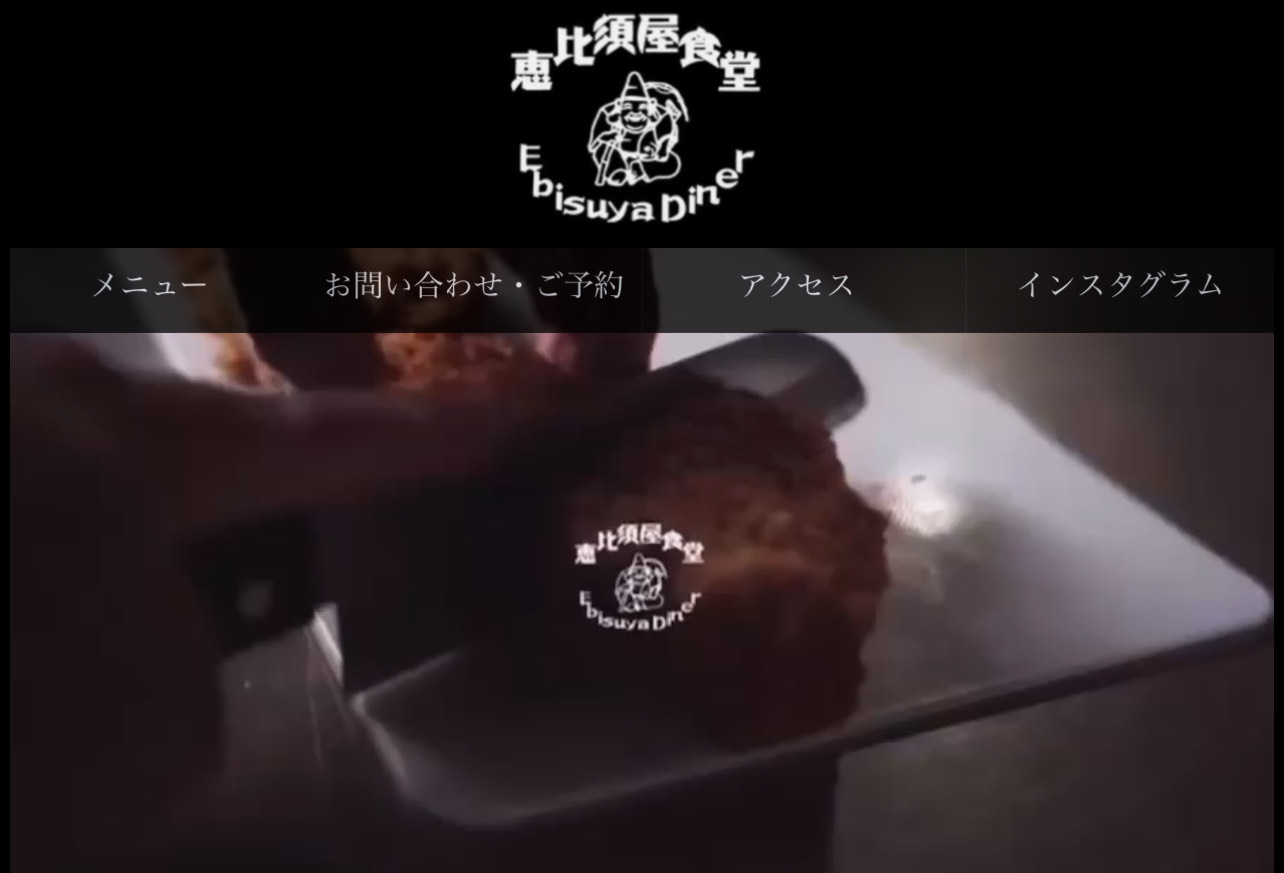 恵比須屋食堂
Ebisuya Diner
メニュー
お問い合わせ・ご予約
アクセス
インスタグラム
恵比須屋食堂
Ebisuya Diner